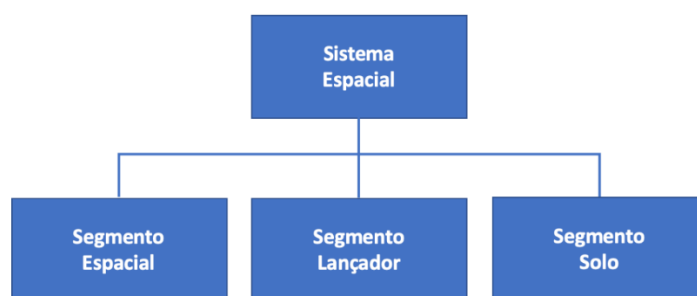 Sistema
Espacial
Segmento
Espacial
Segmento
Lançador
Segmento
Solo